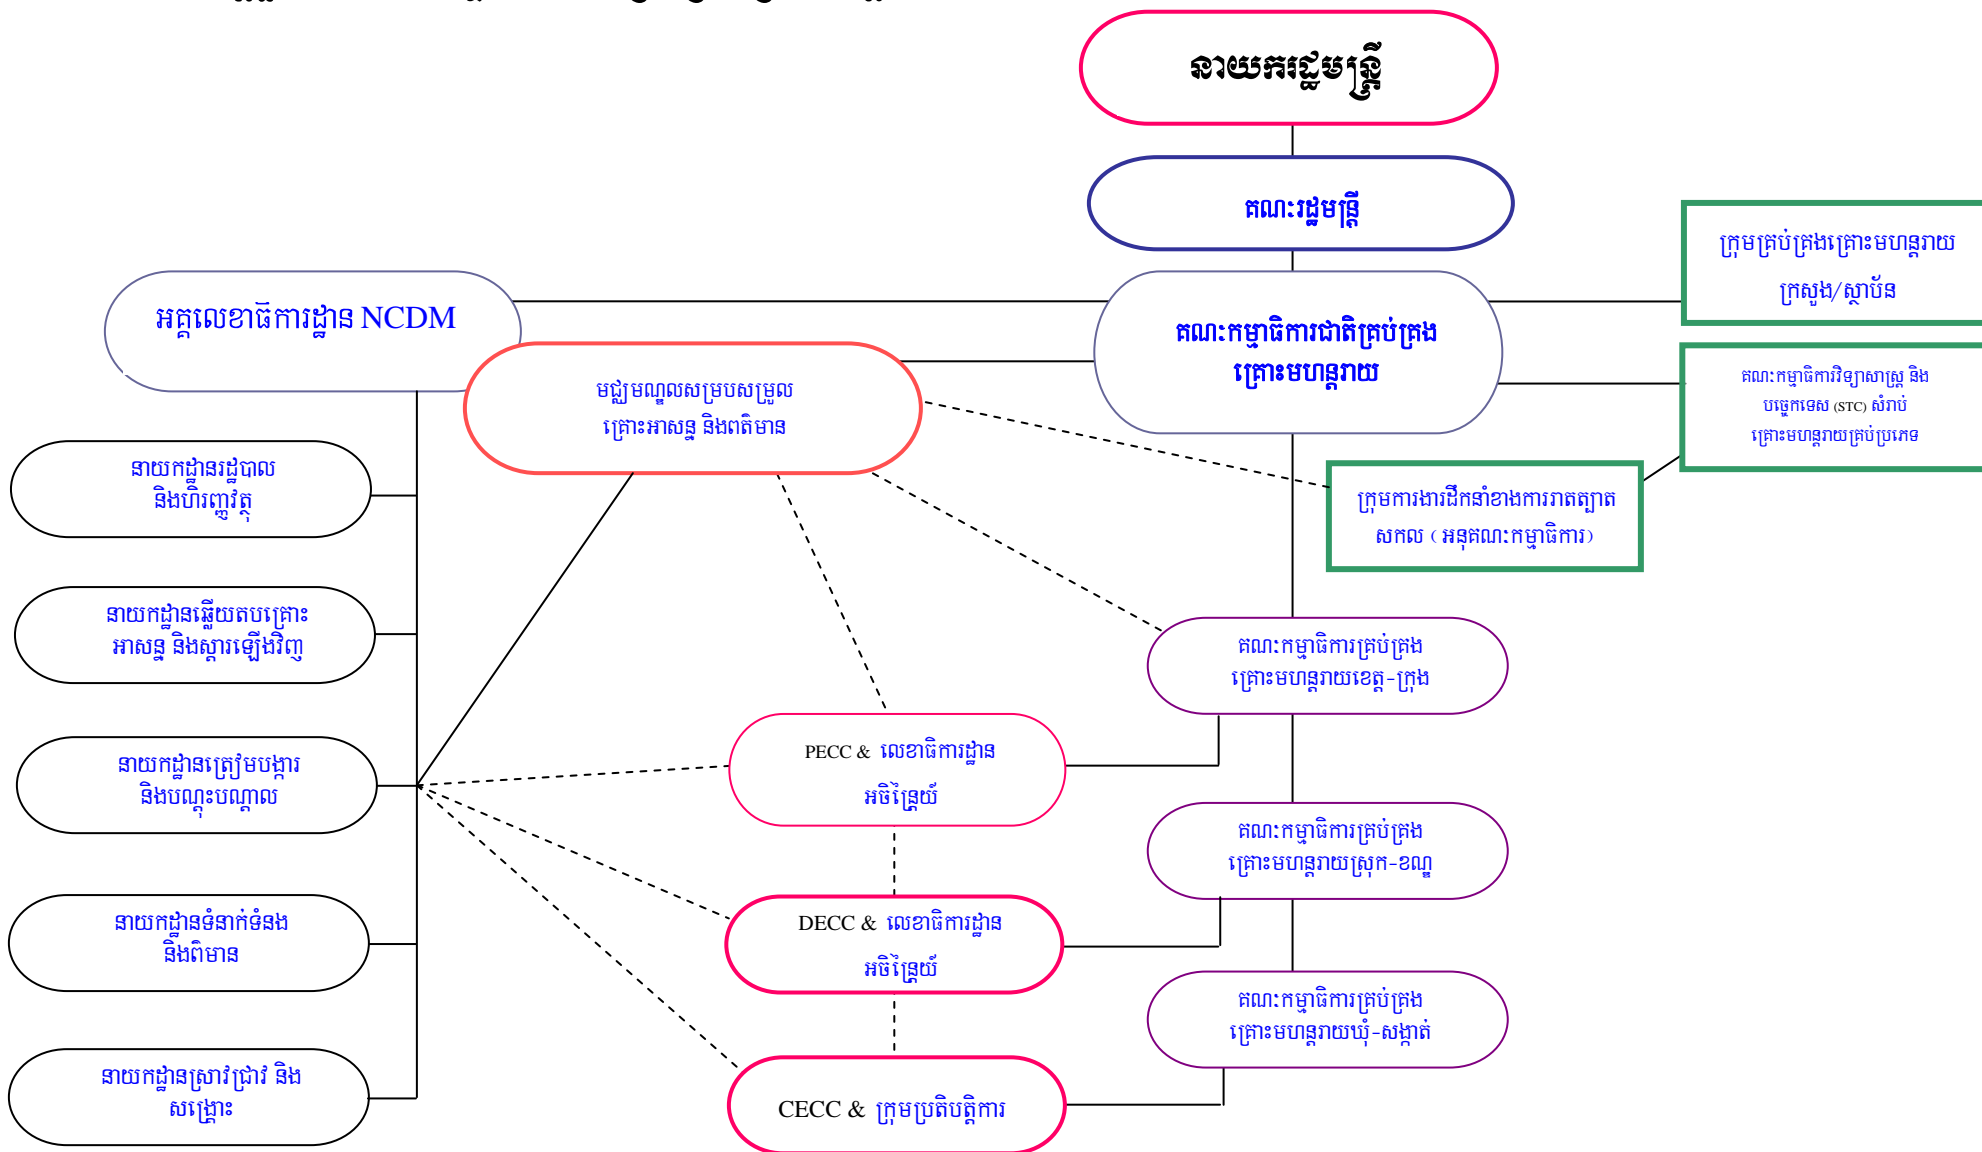 នាយករដ្ឋមន្ត្រី
គណៈរដ្ឋមន្ត្រី
ក្រុមគ្រប់គ្រងគ្រោះមហន្តរាយ
ក្រសួង/ស្ថាប័ន
អគ្គលេខាធិការដ្ឋាន NCDM
គណៈកម្មាធិការជាតិគ្រប់គ្រង
គ្រោះមហន្តរាយ
មជ្ឈមណ្ឌលសម្របសម្រួល
គ្រោះអាសន្ន និងពត៌មាន
គណៈកម្មាធិការវិទ្យាសាស្ត្រ និង
បច្ចេកទេស (STC) សំរាប់
គ្រោះមហន្តរាយគ្រប់ប្រភេទ
នាយកដ្ឋានរដ្ឋបាល
និងហិរញ្ញវត្ថុ
ក្រុមការងារដឹកនាំខាងការរាតត្បាត
សកល (អនុគណៈកម្មាធិការ)
នាយកដ្ឋានឆ្លើយតបគ្រោះ
អាសន្ន និងស្តារឡើងវិញ
គណៈកម្មាធិការគ្រប់គ្រង
គ្រោះមហន្តរាយខេត្ត-ក្រុង
នាយកដ្ឋានត្រៀមបង្ការ
និងបណ្តុះបណ្តាល
PECC & លេខាធិការដ្ឋាន
អចិន្ត្រៃយ៍
គណៈកម្មាធិការគ្រប់គ្រង
គ្រោះមហន្តរាយស្រុក-ខណ្ឌ
នាយកដ្ឋានទំនាក់ទំនង
និងព៌មាន
DECC & លេខាធិការដ្ឋាន
អចិន្ត្រៃយ៍
គណៈកម្មាធិការគ្រប់គ្រង
គ្រោះមហន្តរាយឃុំ-សង្កាត់
នាយកដ្ឋានស្រាវជ្រាវ និង
សង្គ្រោះ
CECC & ក្រុមប្រតិបត្តិការ